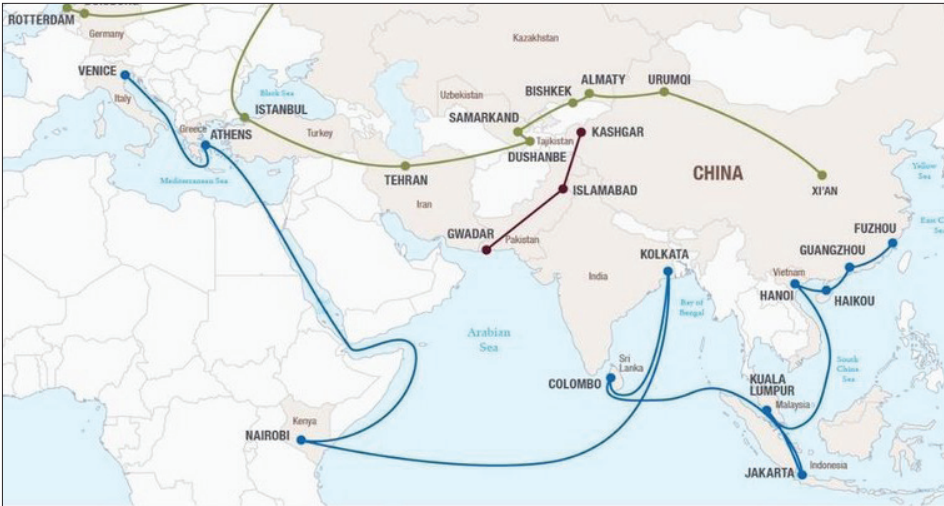 ROTTERDAM
Germany
VENICE
Italy
Black Sea
ISTANBUL
Greece
ATHENS
Turkey
Mediterranean Sea
TEHRAN
Iran
Kazakhstan
Uzbekistan
ALMATY
URUMQI
BISHKEK
SAMARKAND
Tajikistan
DUSHANBE
KASHGAR
ISLAMABAD
GWADAR
Pakistan
CHINA
XI'AN
Yellow
Sea
FUZHOU
GUANGZHOU
Vietnam
HANOI
HAIKOU
KOLKATA
India
Bay of
Bengal
Arabian
Sea
Sri
Lanka
COLOMBO
South
China
Sea
KUALA
LUMPUR
Malaysia
Kenya
NAIROBI
JAKARTA
Indonesia